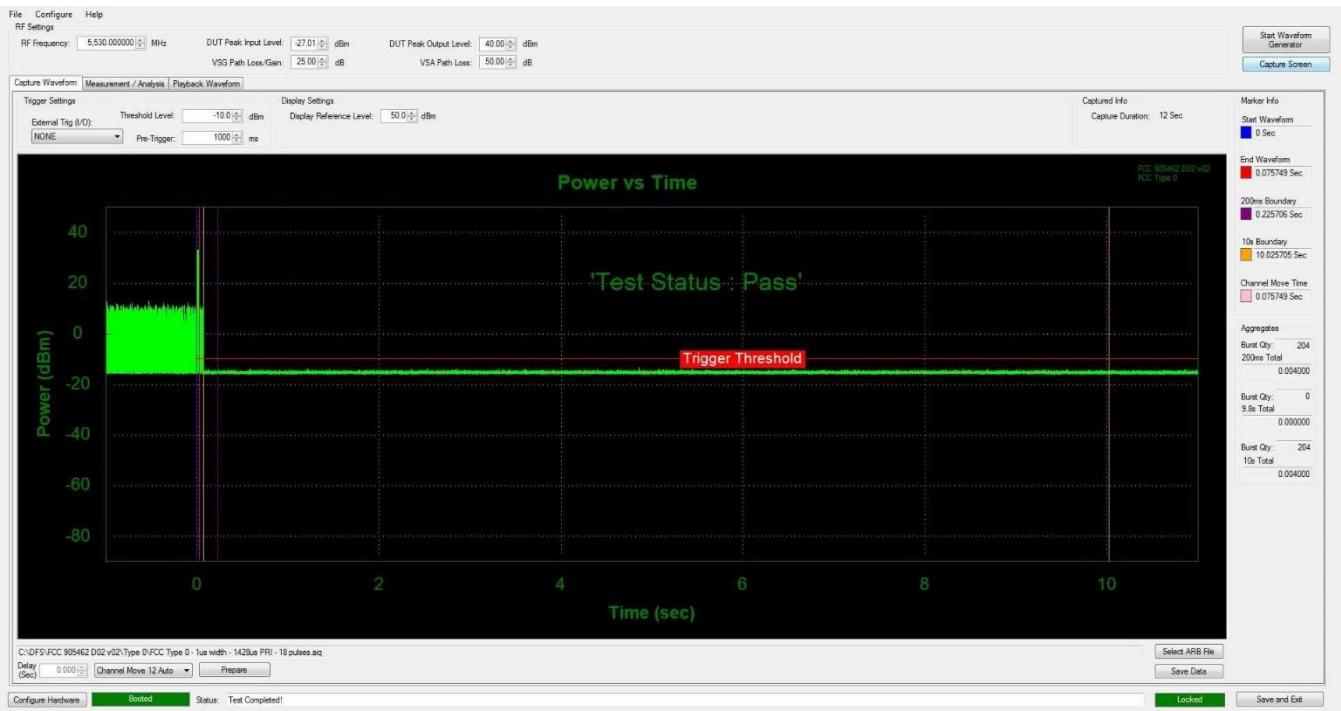 File Configure Help
RF Settings
RF Frequency: 5,530.000000 MHz DUT Peak Input Level: -27.01 dBm DUT Peak Output Level: 40.00 dBm
VSG Path Loss/Gain: 25.00 dB VSA Path Loss: 50.00 dB
Start Waveform
Generator
Capture Screen
Capture Waveform Measurement / Analysis Playback Waveform
Trigger Settings
External Trig (I/O): Threshold Level: -10.0 dBm
NONE Pre-Trigger: 1000 ms
Display Settings
Display Reference Level: 50.0 dBm
Captured Info
Capture Duration: 12 Sec
Marker Info
Start Waveform
0 Sec
End Waveform
0.075749 Sec
200ms Boundary
0.225706 Sec
10s Boundary
10.025705 Sec
Channel Move Time
0.075749 Sec
Aggregates
Burst Qty: 204
200ms Total
0.004000
Burst Qty: 0
9.8s Total
0.000000
Burst Qty: 204
10s Total
0.004000
Power vs Time
FCC 905462 D02 v02
FCC Type 0
'Test Status : Pass'
Trigger Threshold
Power (dBm)
40
20
0
-20
-40
-60
-80
0 2 4 6 8 10
Time (sec)
C:\DFS\FCC 905462 D02 v02\Type 0\FCC Type 0 - 1us width - 1428us PRI - 18 pulses.aiq
Select ARB File
Delay
(Sec) 0.000 Channel Move 12 Auto Prepare
Save Data
Configure Hardware Booted Status: Test Completed! Locked Save and Exit